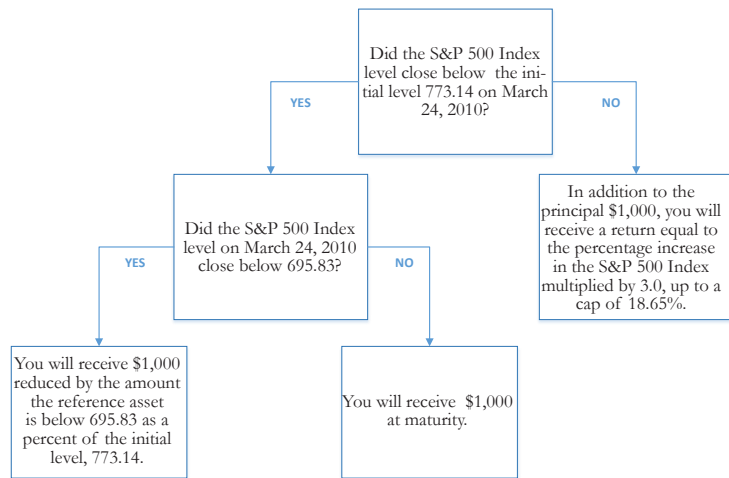 Did the S&P 500 Index
level close below the ini-
tial level 773.14 on March
24, 2010?
YES
NO
Did the S&P 500 Index
level on March 24, 2010
close below 695.83?
In addition to the
principal $1,000, you will
receive a return equal to
the percentage increase
in the S&P 500 Index
multiplied by 3.0, up to a
cap of 18.65%.
YES
NO
You will receive $1,000
reduced by the amount
the reference asset
is below 695.83 as a
percent of the initial
level, 773.14.
You will receive $1,000
at maturity.